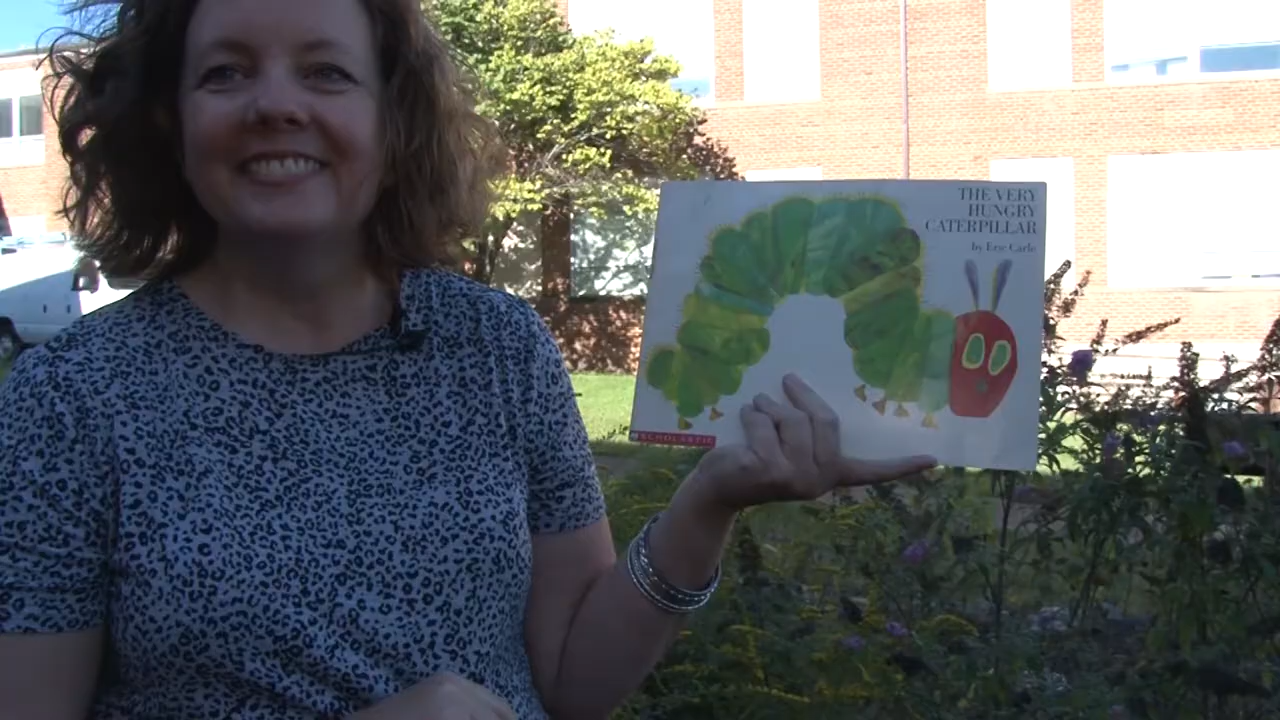 THE VERY
HUNGRY
CATERPILLAR
by Eric Carle
SCHOLASTIC